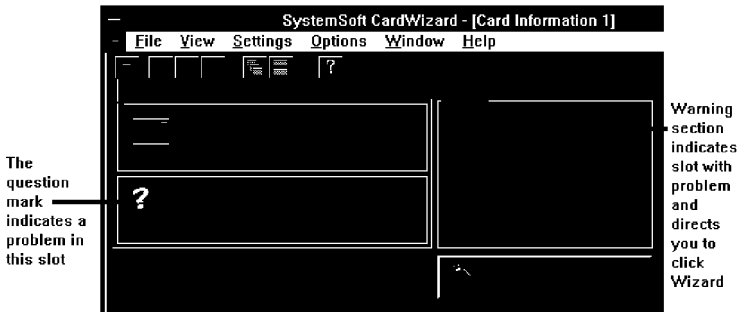 SystemSoft CardWizard - [Card Information 1]
File View Settings Options Window Help
?
?
The
question
mark
indicates a
problem in
this slot
Warning
section
indicates
slot with
problem
and
directs
you to
click
Wizard